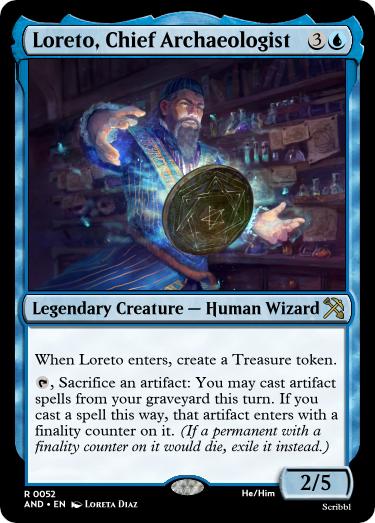 Loreto, Chief Archaeologist 3
Legendary Creature — Human Wizard
When Loreto enters, create a Treasure token.
, Sacrifice an artifact: You may cast artifact
spells from your graveyard this turn. If you
cast a spell this way, that artifact enters with a
finality counter on it. (If a permanent with a
finality counter on it would die, exile it instead.)
2/5
R 0052
AND • EN Loreta Diaz
He/Him
Scribbl